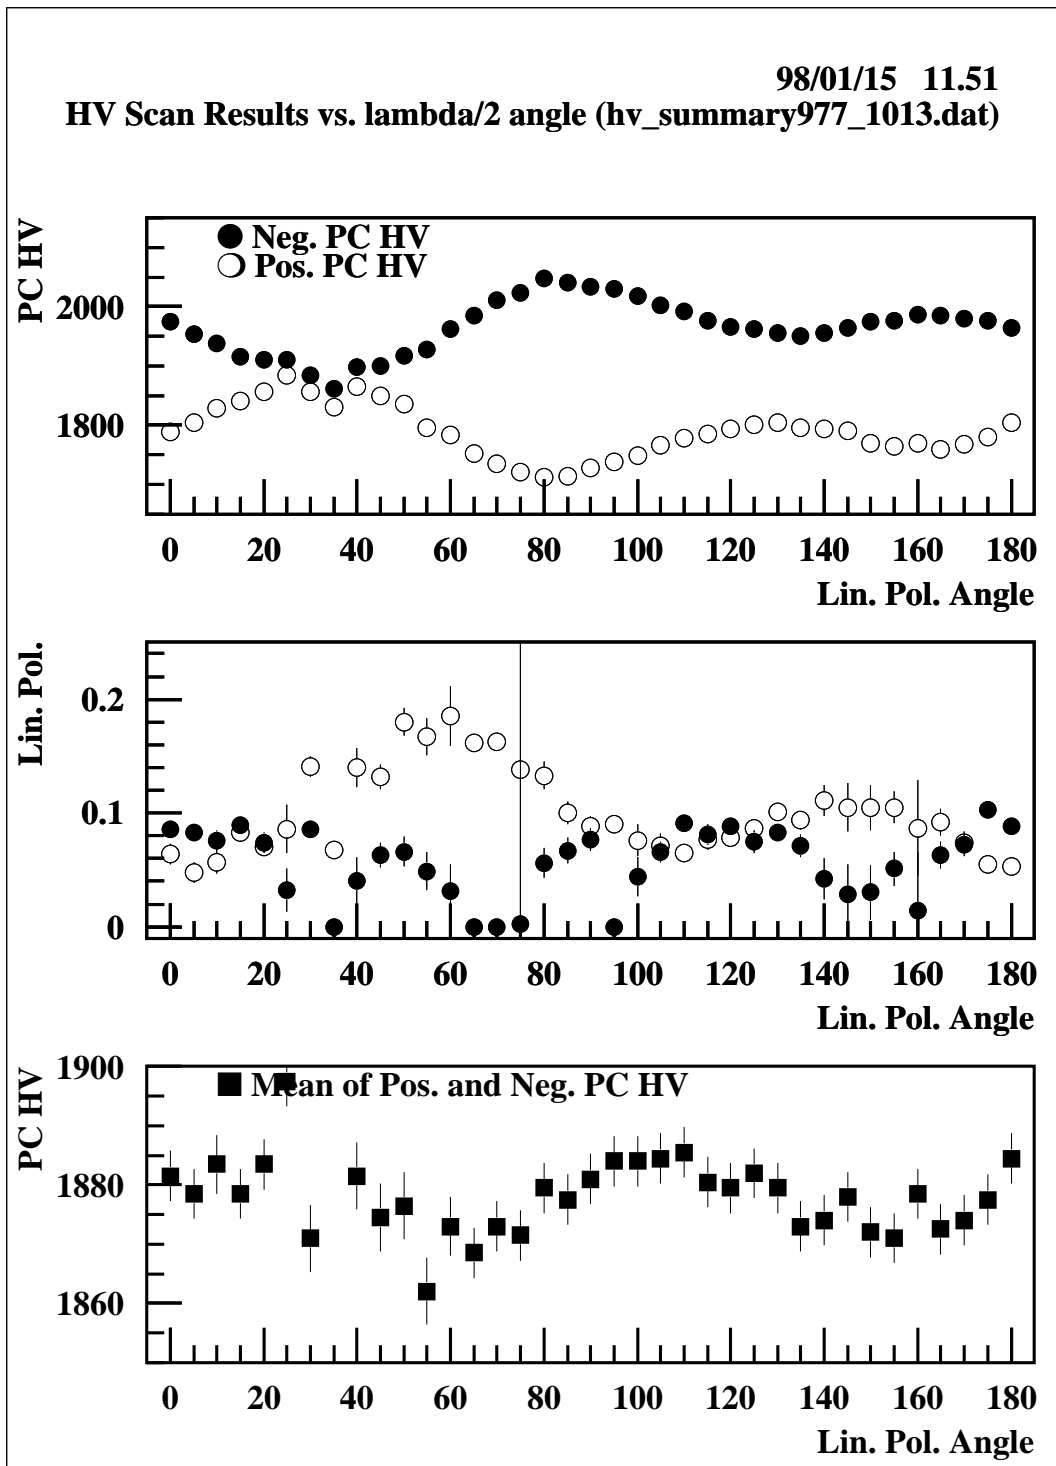 98/01/15 11.51
HV Scan Results vs. lambda/2 angle (hv_summary977_1013.dat)
PC HV
Neg. PC HV
Pos. PC HV
2000
1800
0 20 40 60 80 100 120 140 160 180
Lin. Pol. Angle
Lin. Pol.
0.2
0.1
0
0 20 40 60 80 100 120 140 160 180
Lin. Pol. Angle
PC HV
1900
Mean of Pos. and Neg. PC HV
1880
1860
0 20 40 60 80 100 120 140 160 180
Lin. Pol. Angle